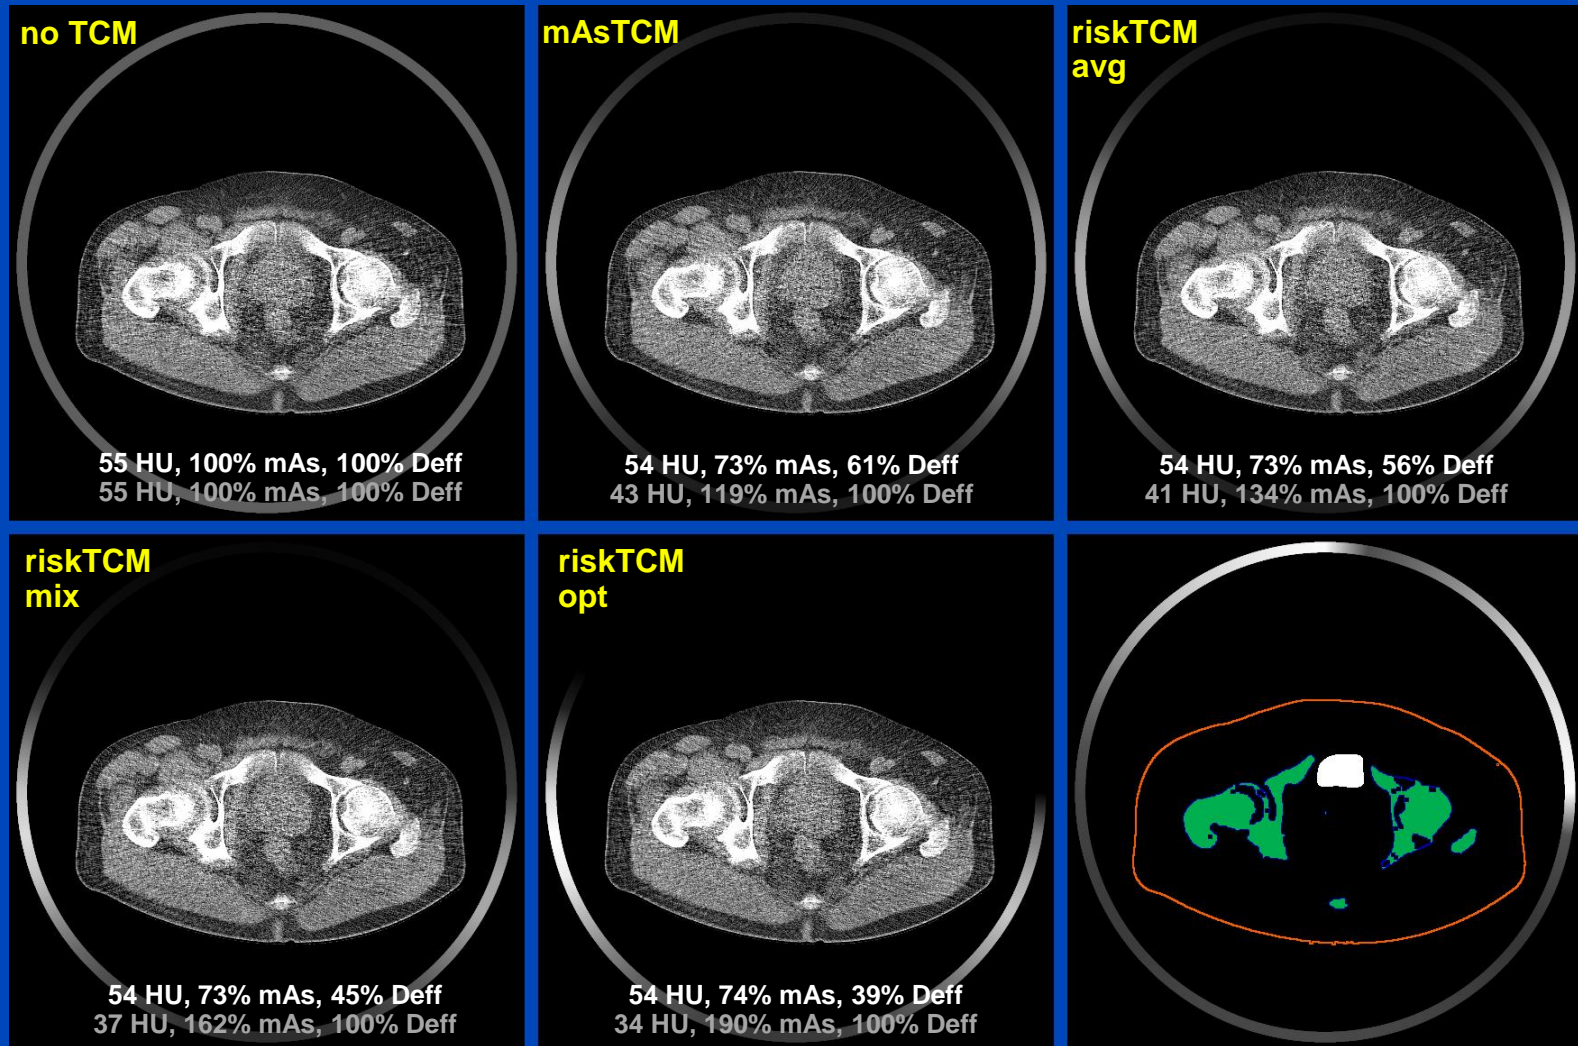 no TCM
55 HU, 100% mAs, 100% Deff
55 HU, 100% mAs, 100% Deff
mAsTCM
54 HU, 73% mAs, 61% Deff
43 HU, 119% mAs, 100% Deff
riskTCM
avg
54 HU, 73% mAs, 56% Deff
41 HU, 134% mAs, 100% Deff
riskTCM
mix
54 HU, 73% mAs, 45% Deff
37 HU, 162% mAs, 100% Deff
riskTCM
opt
54 HU, 74% mAs, 39% Deff
34 HU, 190% mAs, 100% Deff